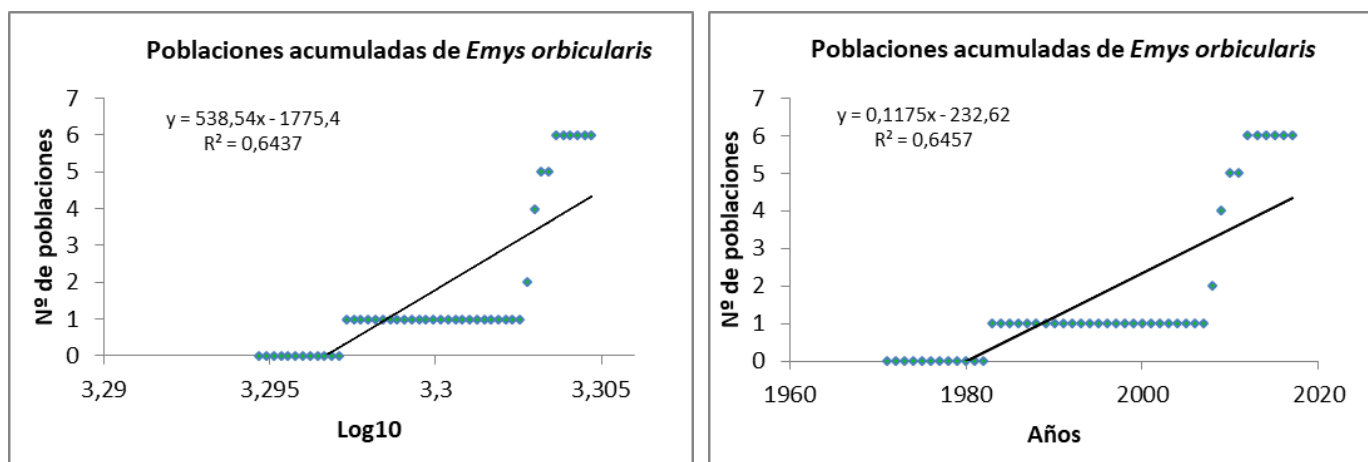 Poblaciones acumuladas de Emys orbicularis
y = 538,54x - 1775,4
R² = 0,6437
Nº de poblaciones
7
6
5
4
3
2
1
0
3,29
3,295
3,3
3,305
Log10
Poblaciones acumuladas de Emys orbicularis
y = 0,1175x - 232,62
R² = 0,6457
Nº de poblaciones
7
6
5
4
3
2
1
0
1960
1980
2000
2020
Años